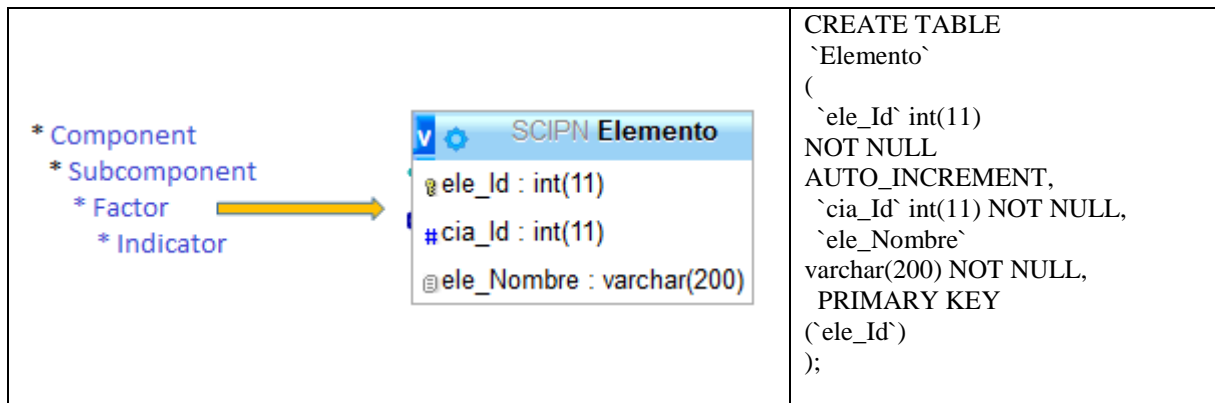 * Component
* Subcomponent
* Factor
* Indicator
v SCIPN Elemento
ele_Id : int(11)
# cia_Id : int(11)
ele_Nombre : varchar(200)
CREATE TABLE
`Elemento`
(
`ele_Id` int(11)
NOT NULL
AUTO_INCREMENT,
`cia_Id` int(11) NOT NULL,
`ele_Nombre`
varchar(200) NOT NULL,
PRIMARY KEY
(`ele_Id`)
);